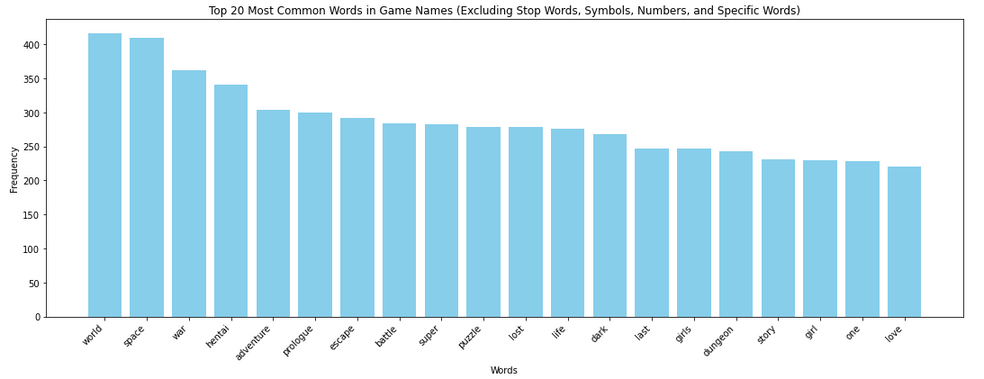 Top 20 Most Common Words in Game Names (Excluding Stop Words, Symbols, Numbers, and Specific Words)
Frequency
400
350
300
250
200
150
100
50
0
world
space
war
hentai
adventure
prologue
escape
battle
super
puzzle
lost
life
dark
last
girls
dungeon
story
girl
one
love
Words